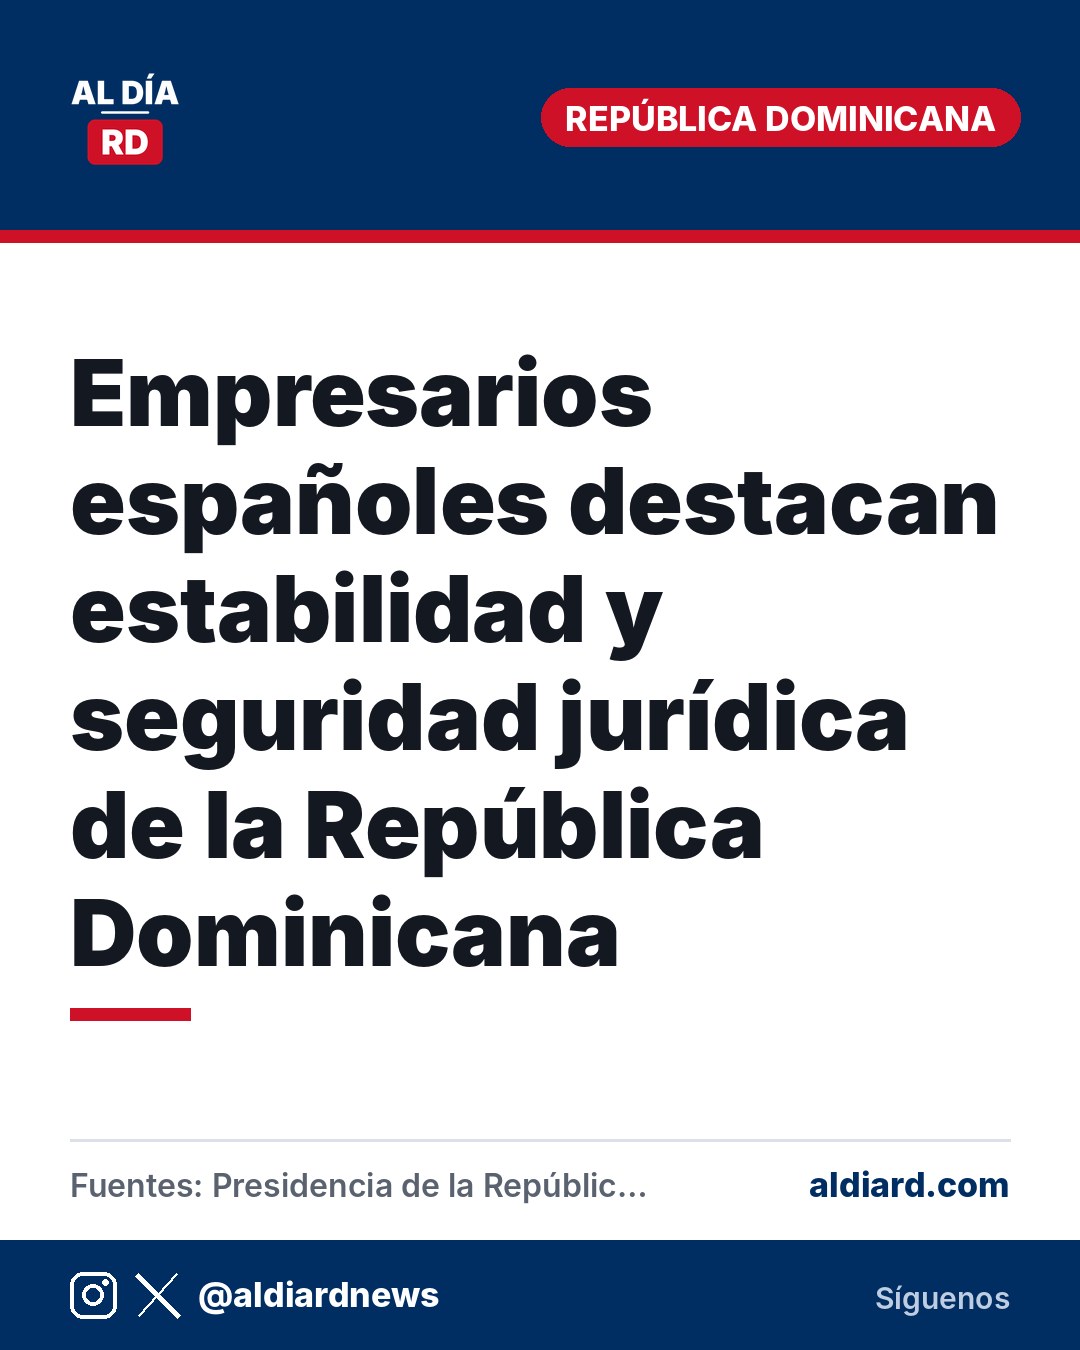 AL DÍA
RD
REPÚBLICA DOMINICANA
Empresarios
españoles destacan
estabilidad y
seguridad jurídica
de la República
Dominicana
Fuentes: Presidencia de la Repúblic...
aldiard.com
@aldiardnews
Síguenos